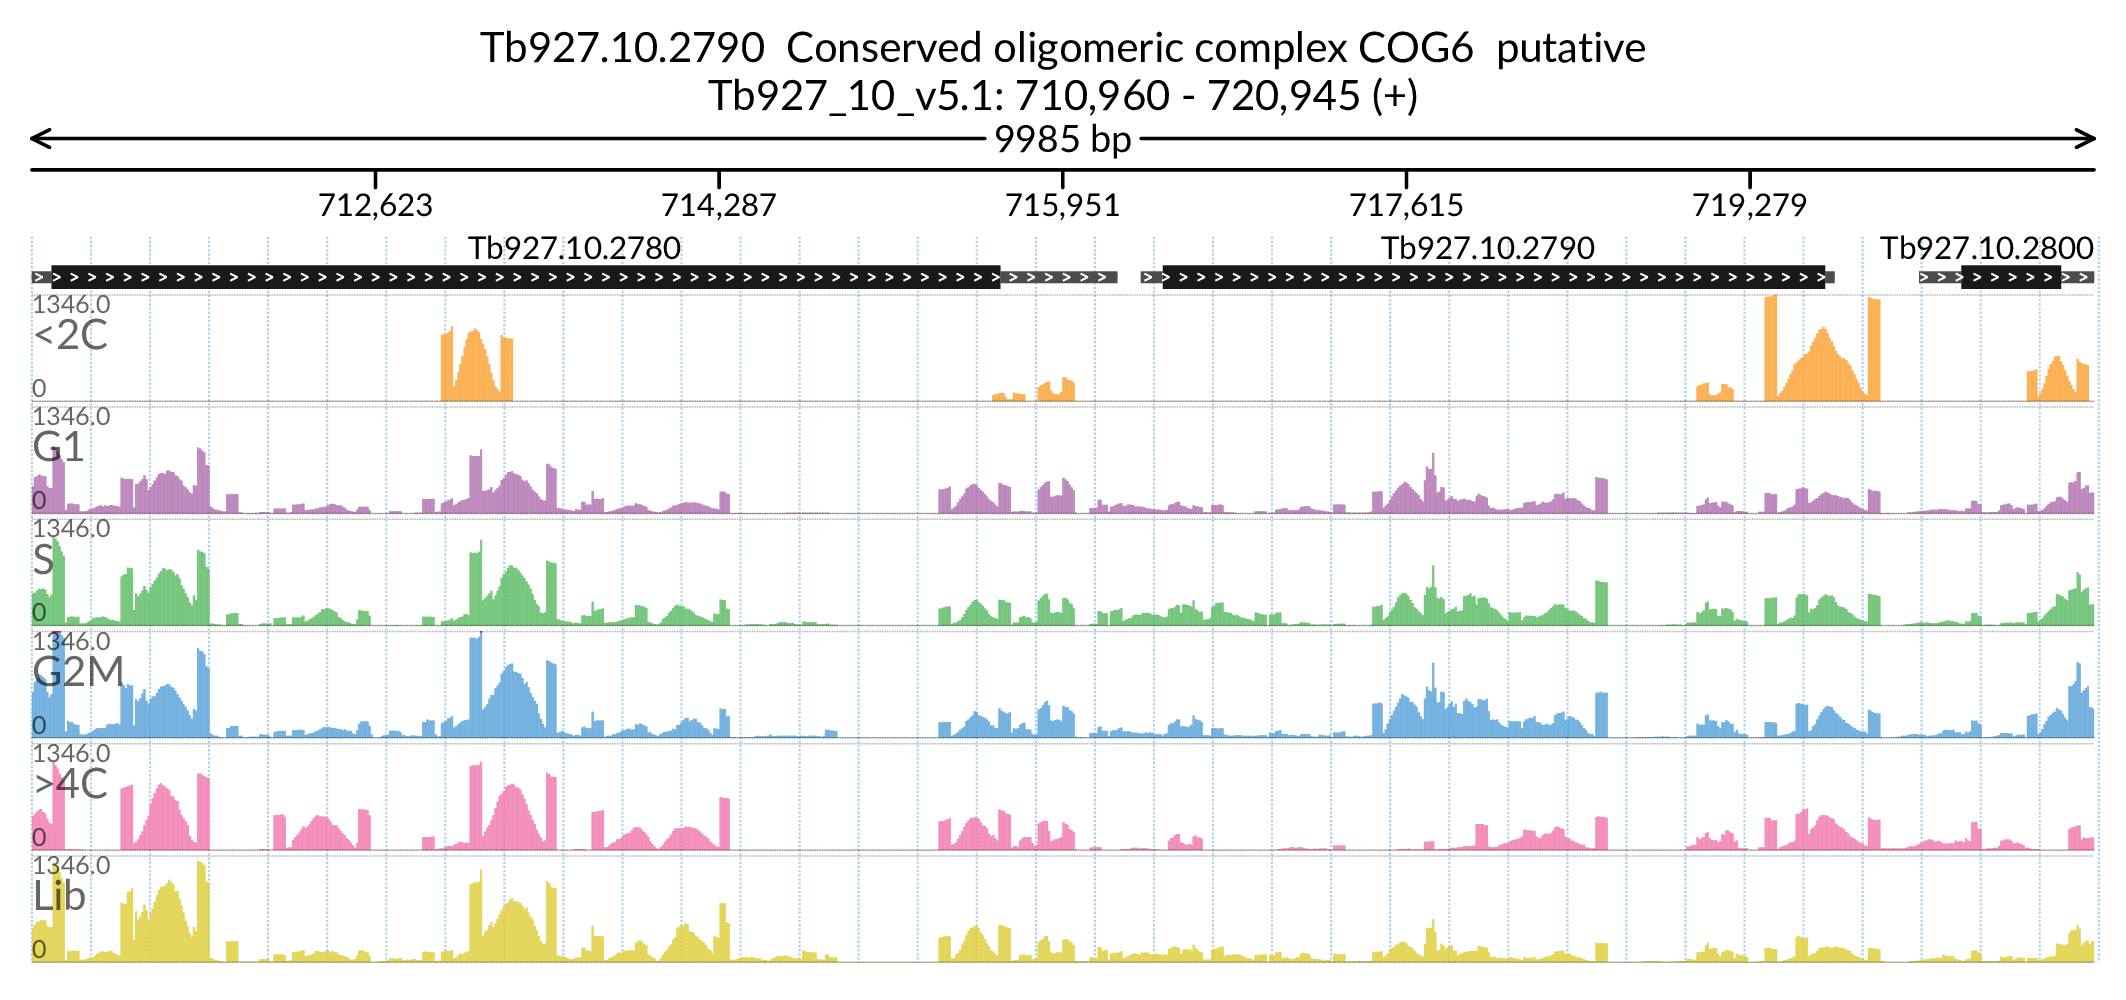 Tb927.10.2790  Conserved oligomeric complex COG6  putative
Tb927_10_v5.1: 710,960 - 720,945 (+)
9985 bp
712,623 714,287 715,951 717,615 719,279
Tb927.10.2780 Tb927.10.2790 Tb927.10.2800
1346.0
<2C
0
1346.0
G1
0
1346.0
S
0
1346.0
G2M
0
1346.0
>4C
0
1346.0
Lib
0